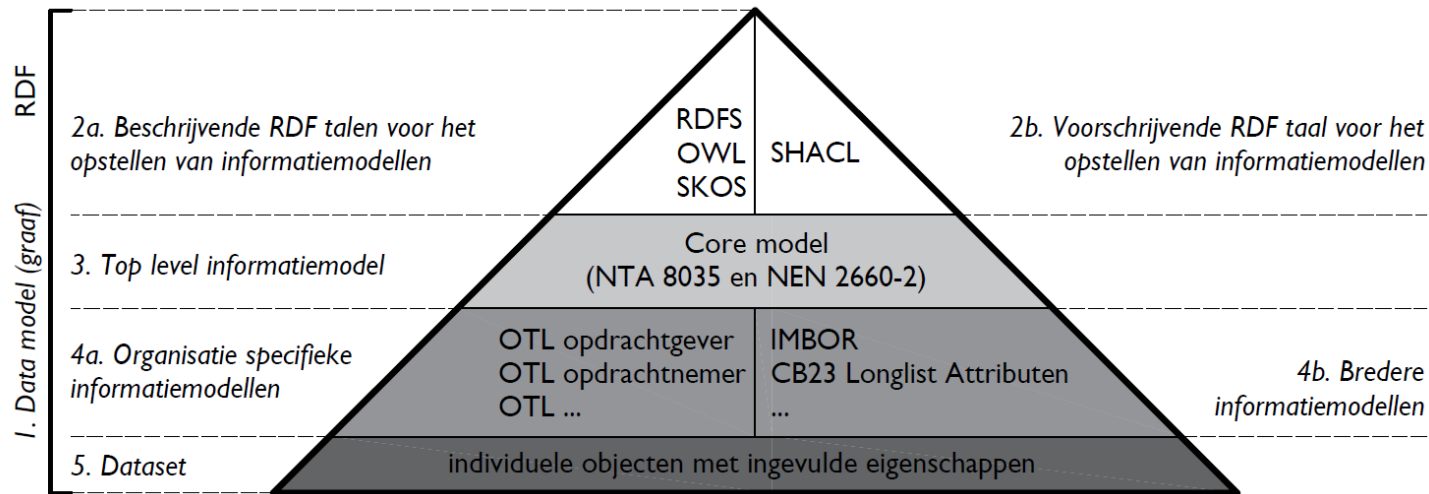 RDF
1. Data model (graaf)
2a. Beschrijvende RDF talen voor het
opstellen van informatiemodellen
RDFS
OWL
SKOS
SHACL
2b. Voorschrijvende RDF taal voor het
opstellen van informatiemodellen
3. Top level informatiemodel
Core model
(NTA 8035 en NEN 2660-2)
4a. Organisatie specifieke
informatiemodellen
OTL opdrachtgever
OTL opdrachtnemer
OTL ...
IMBOR
CB23 Longlist Attributen
...
4b. Bredere
informatiemodellen
5. Dataset
individuele objecten met ingevulde eigenschappen